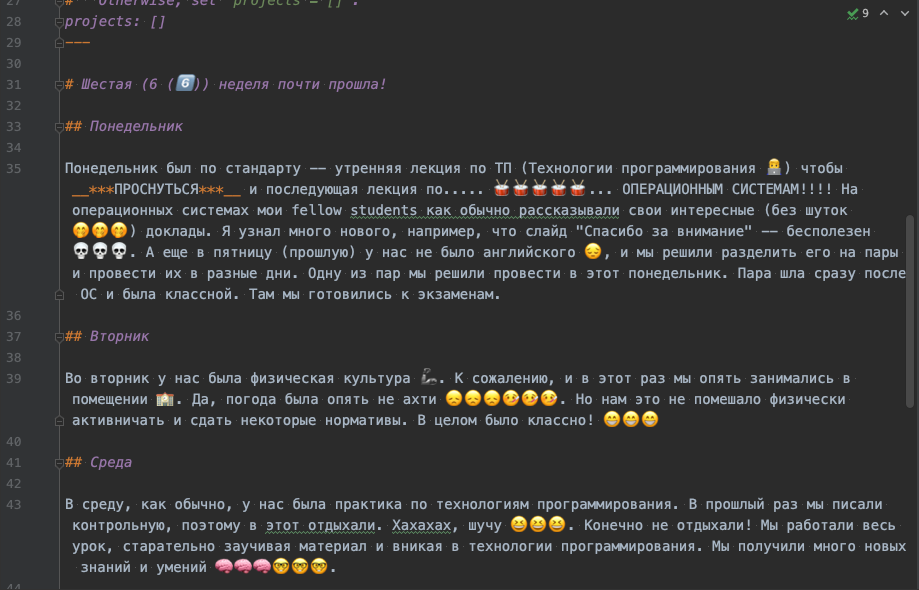 27 # Otherwise, set `projects = []`.
9
28 projects: []
29 ---
30
31 # Шестая (6 (6️⃣)) неделя почти прошла!
32
33 ## Понедельник
34
35 Понедельник был по стандарту -- утренняя лекция по ТП (Технологии программирования 👨‍💻) чтобы
__***ПРОСНУТЬСЯ***__ и последующая лекция по..... 🥁🥁🥁🥁🥁... ОПЕРАЦИОННЫМ СИСТЕМАМ!!!! На
операционных системах мои fellow students как обычно рассказывали свои интересные (без шуток
🤭🤭🤭) доклады. Я узнал много нового, например, что слайд "Спасибо за внимание" -- бесполезен
💀💀💀. А еще в пятницу (прошлую) у нас не было английского 😔, и мы решили разделить его на пары
и провести их в разные дни. Одну из пар мы решили провести в этот понедельник. Пара шла сразу после
ОС и была классной. Там мы готовились к экзаменам.
36
37 ## Вторник
38
39 Во вторник у нас была физическая культура 🦾. К сожалению, и в этот раз мы опять занимались в
помещении 🏫. Да, погода была опять не ахти 😞😞😞🤒🤒🤒. Но нам это не помешало физически
активничать и сдать некоторые нормативы. В целом было классно! 😁😁😁
40
41 ## Среда
42
43 В среду, как обычно, у нас была практика по технологиям программирования. В прошлый раз мы писали
контрольную, поэтому в этот отдыхали. Хахахах, шучу 😆😆😆. Конечно не отдыхали! Мы работали весь
урок, старательно заучивая материал и вникая в технологии программирования. Мы получили много новых
знаний и умений 🧠🧠🧠🤓🤓🤓.
44